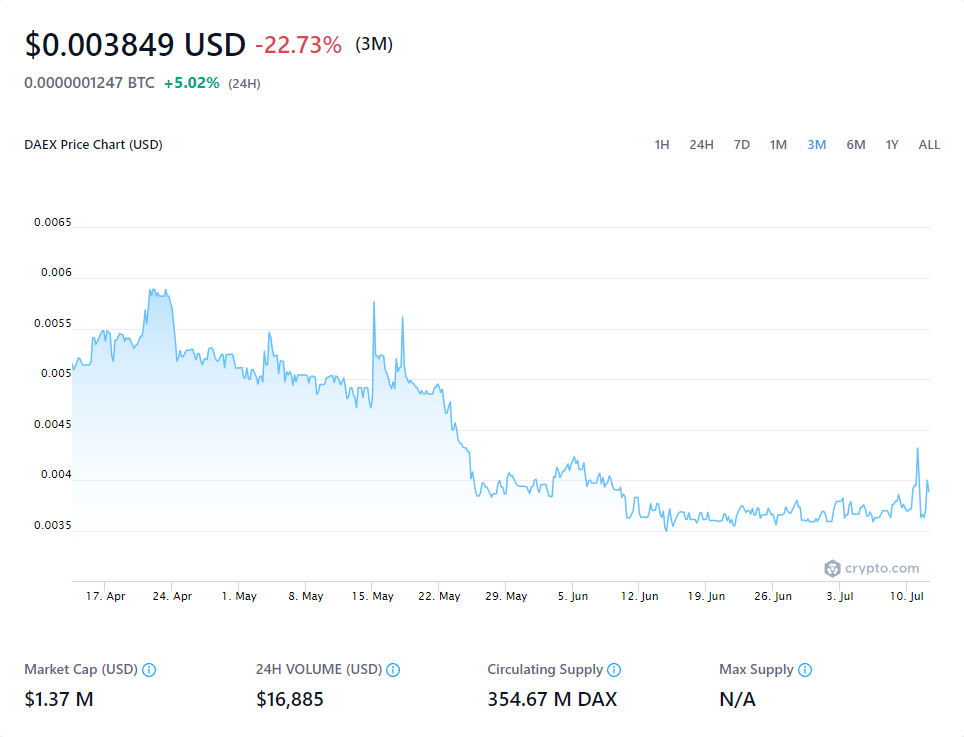 $0.003849 USD -22.73% (3M)
0.0000001247 BTC +5.02% (24H)
DAEX Price Chart (USD) 1H 24H 7D 1M 3M 6M 1Y ALL
0.0065
0.006
0.0055
0.005
0.0045
0.004
0.0035
crypto.com
17. Apr 24. Apr 1. May 8. May 15. May 22. May 29. May 5. Jun 12. Jun 19. Jun 26. Jun 3. Jul 10. Jul
Market Cap (USD) 24H VOLUME (USD) Circulating Supply Max Supply
$1.37 M $16,885 354.67 M DAX N/A